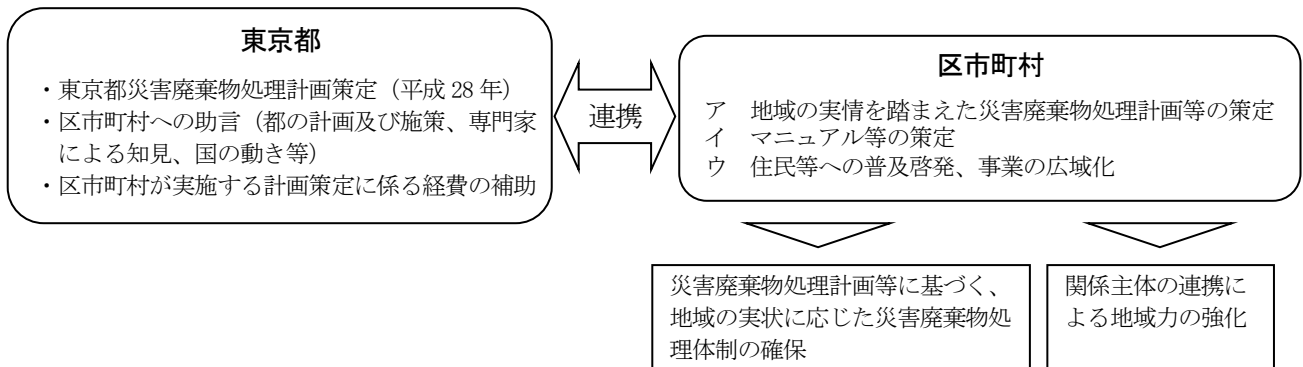 東京都
・東京都災害廃棄物処理計画策定（平成 28 年）
・区市町村への助言（都の計画及び施策、専門家
による知見、国の動き等）
・区市町村が実施する計画策定に係る経費の補助
連携
区市町村
ア　地域の実情を踏まえた災害廃棄物処理計画等の策定
イ　マニュアル等の策定
ウ　住民等への普及啓発、事業の広域化
災害廃棄物処理計画等に基づく、
地域の実状に応じた災害廃棄物処
理体制の確保
関係主体の連携に
よる地域力の強化